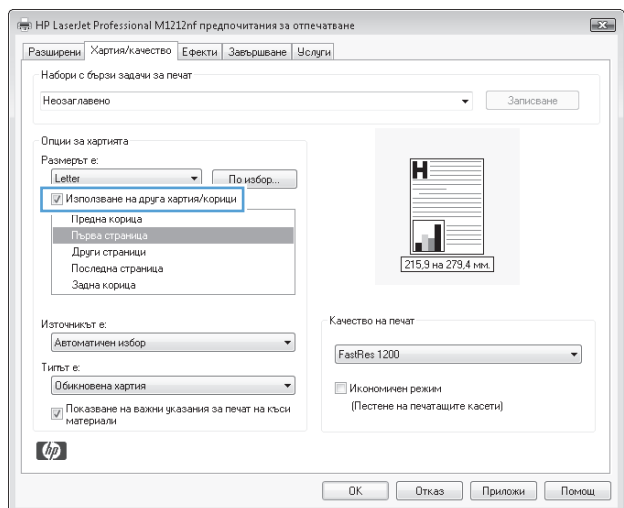 HP LaserJet Professional M1212nf предпочитания за отпечатване
Разширени Хартия/качество Ефекти Завършване Услуги
Набори с бързи задачи за печат
Неозаглавено Записване
Опции за хартията
Размерът е:
Letter По избор...
Използване на друга хартия/корици
Предна корица
Първа страница
Други страници
Последна страница
Задна корица
H
215,9 на 279,4 мм.
Източникът е:
Автоматичен избор
Типът е:
Обикновена хартия
Показване на важни указания за печат на къси
материали
Качество на печат
FastRes 1200
Икономичен режим
(Пестене на печатащите касети)
hp
OK Отказ Приложи Помощ